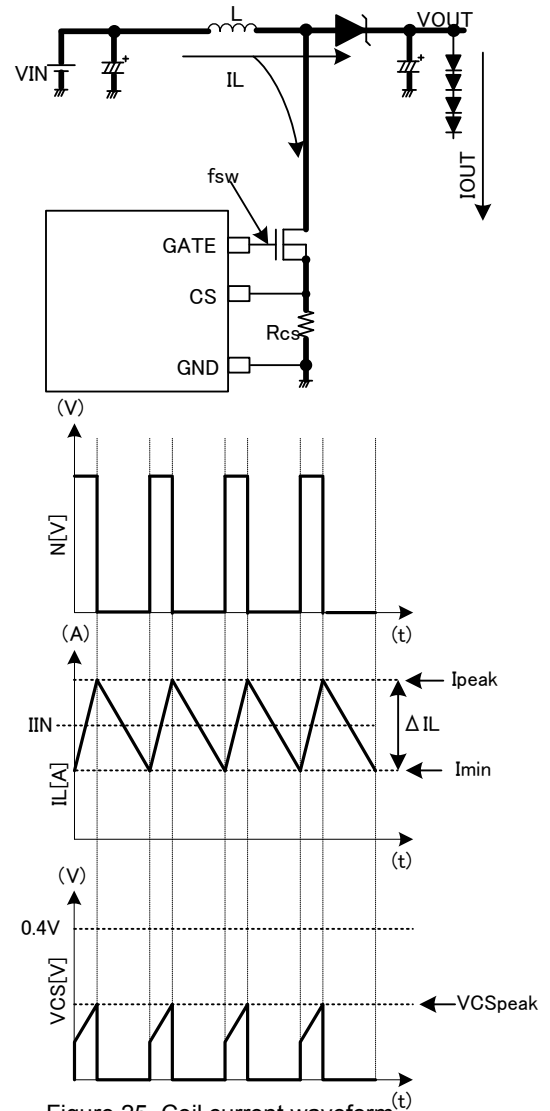 L
VOUT
VIN
+
+
IL
IOUT
fsw
GATE
CS
Rcs
GND
(V)
N[V]
(t)
(A)
Ipeak
IIN
ΔIL
IL[A]
Imin
(t)
(V)
0.4V
VCS[V]
VCSpeak
(t)
Figure 25. Coil current waveform